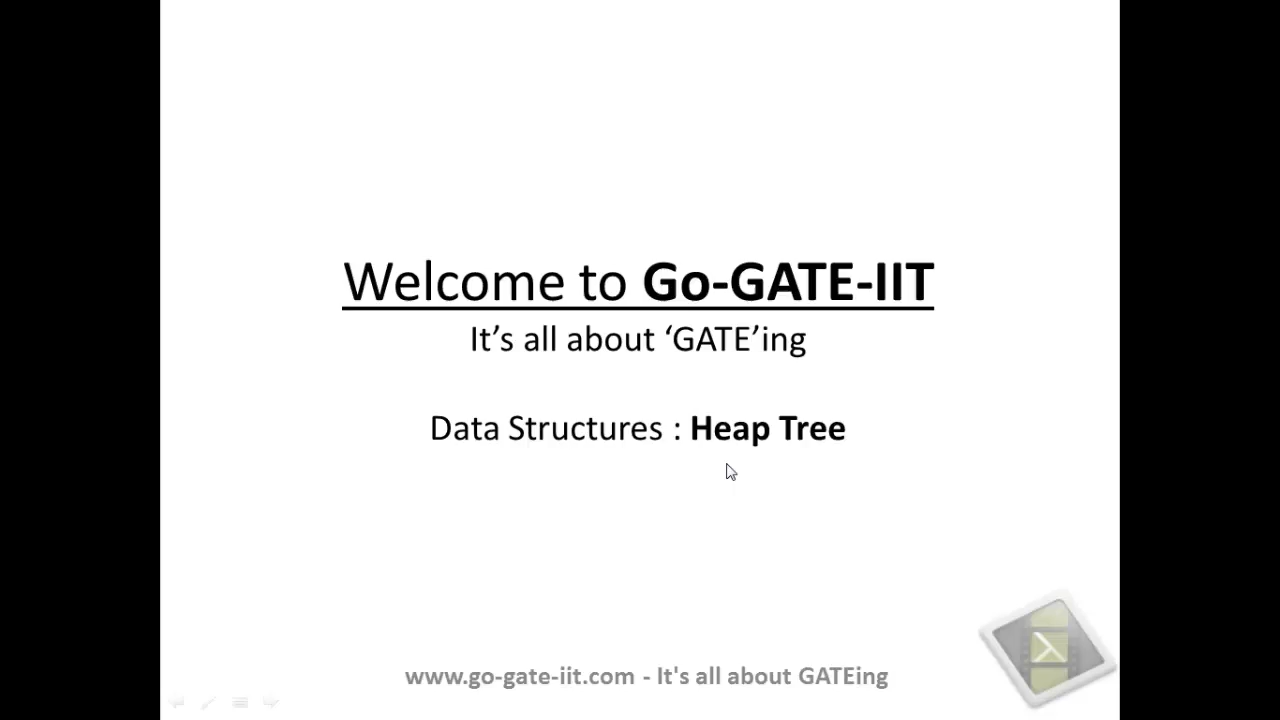 Welcome to Go-GATE-IIT
It’s all about ‘GATE’ing
Data Structures : Heap Tree
www.go-gate-iit.com - It's all about GATEing